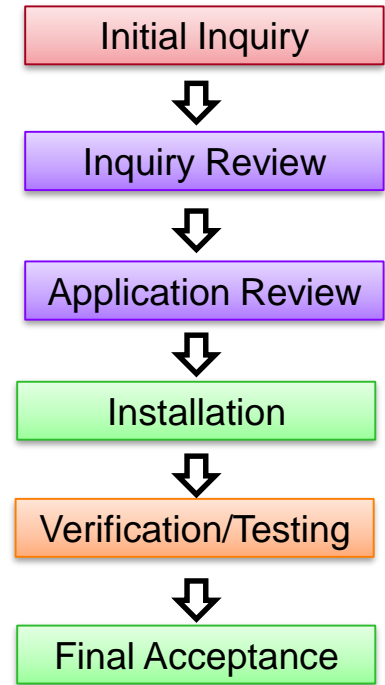 Initial Inquiry
Inquiry Review
Application Review
Installation
Verification/Testing
Final Acceptance